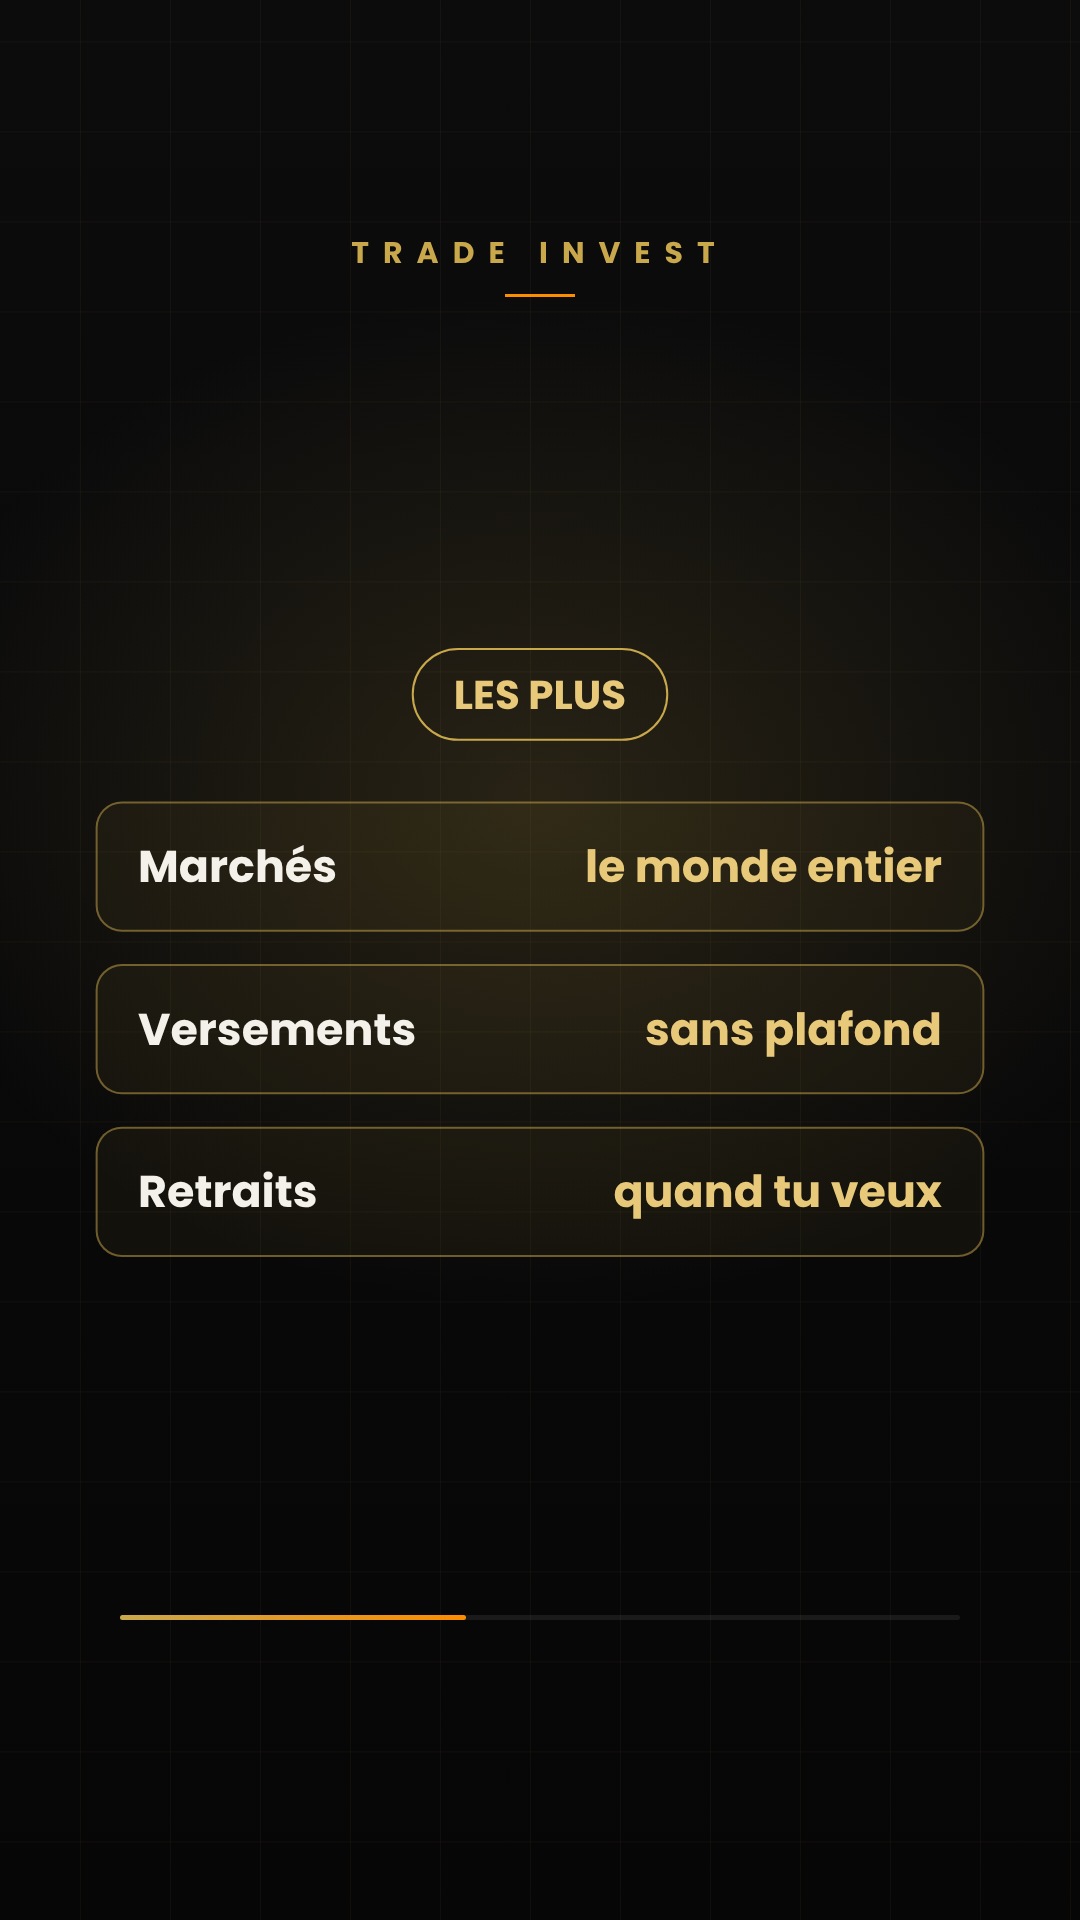 TRADE INVEST
LES PLUS
Marchés le monde entier
Versements sans plafond
Retraits quand tu veux